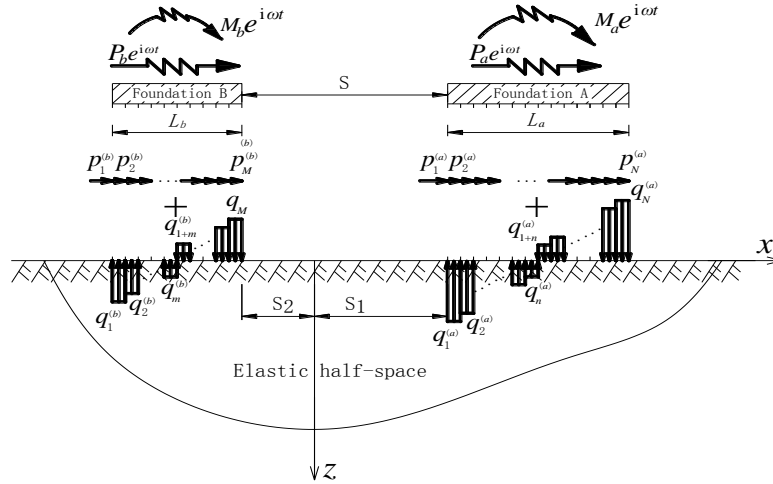 M_b e^{iωt} M_a e^{iωt}
P_b e^{iωt} P_a e^{iωt}
Foundation B S Foundation A
L_b L_a
p_1^{(b)} p_2^{(b)} ... p_M^{(b)} p_1^{(a)} p_2^{(a)} ... p_N^{(a)}
+ q_M + q_N^{(a)}
q_{1+m}^{(b)} q_{1+n}^{(a)}
x
q_1^{(b)} q_2^{(b)} q_m^{(b)} S2 S1 q_1^{(a)} q_2^{(a)} q_n^{(a)}
Elastic half-space
z